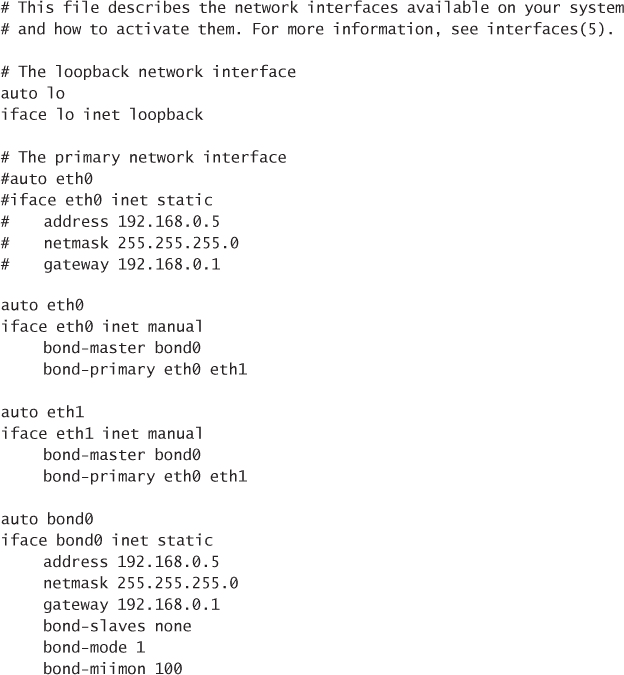 # This file describes the network interfaces available on your system
# and how to activate them. For more information, see interfaces(5).

# The loopback network interface
auto lo
iface lo inet loopback

# The primary network interface
#auto eth0
#iface eth0 inet static
#    address 192.168.0.5
#    netmask 255.255.255.0
#    gateway 192.168.0.1

auto eth0
iface eth0 inet manual
     bond-master bond0
     bond-primary eth0 eth1

auto eth1
iface eth1 inet manual
     bond-master bond0
     bond-primary eth0 eth1

auto bond0
iface bond0 inet static
     address 192.168.0.5
     netmask 255.255.255.0
     gateway 192.168.0.1
     bond-slaves none
     bond-mode 1
     bond-miimon 100